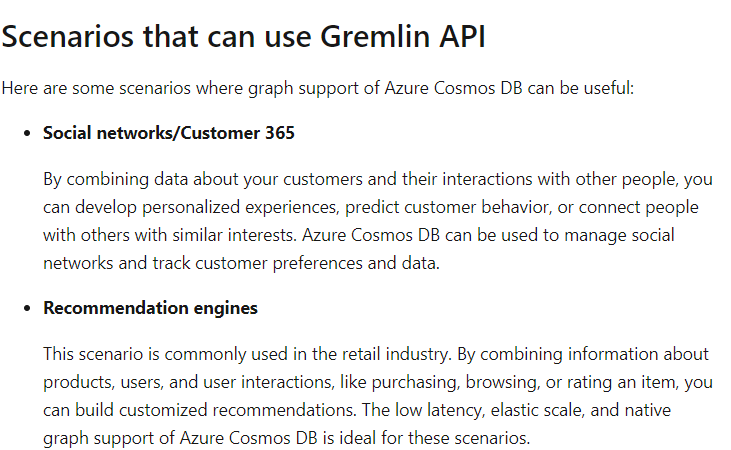 Scenarios that can use Gremlin API
Here are some scenarios where graph support of Azure Cosmos DB can be useful:
• Social networks/Customer 365
By combining data about your customers and their interactions with other people, you
can develop personalized experiences, predict customer behavior, or connect people
with others with similar interests. Azure Cosmos DB can be used to manage social
networks and track customer preferences and data.
• Recommendation engines
This scenario is commonly used in the retail industry. By combining information about
products, users, and user interactions, like purchasing, browsing, or rating an item, you
can build customized recommendations. The low latency, elastic scale, and native
graph support of Azure Cosmos DB is ideal for these scenarios.